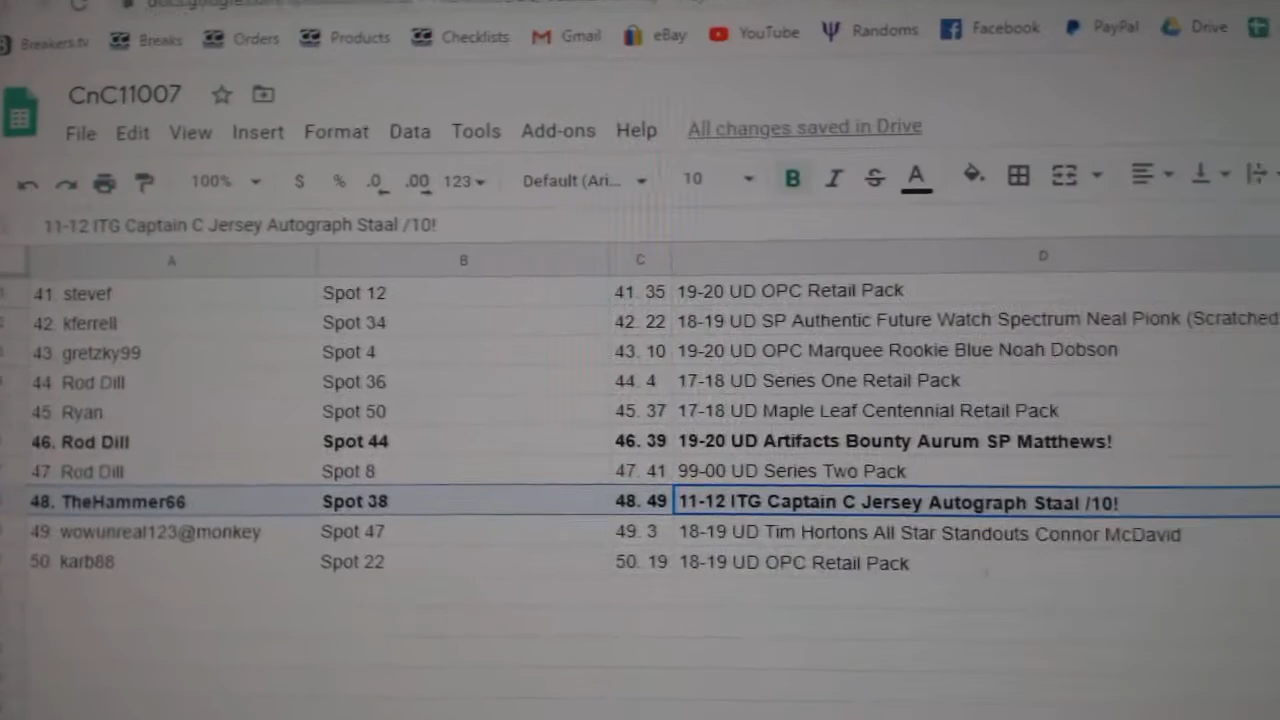 Breakers.tv Breaks Orders Products Checklists Gmail eBay YouTube Randoms Facebook PayPal Drive
CnC11007
File Edit View Insert Format Data Tools Add-ons Help All changes saved in Drive
100% $ % .0 .00 123 Default (Ari... 10 B I S A
11-12 ITG Captain C Jersey Autograph Staal /10!
A B C D
41 stevef Spot 12 41. 35 19-20 UD OPC Retail Pack
42 kferrell Spot 34 42. 22 18-19 UD SP Authentic Future Watch Spectrum Neal Pionk (Scratched
43 gretzky99 Spot 4 43. 10 19-20 UD OPC Marquee Rookie Blue Noah Dobson
44 Rod Dill Spot 36 44. 4 17-18 UD Series One Retail Pack
45 Ryan Spot 50 45. 37 17-18 UD Maple Leaf Centennial Retail Pack
46. Rod Dill Spot 44 46. 39 19-20 UD Artifacts Bounty Aurum SP Matthews!
47 Rod Dill Spot 8 47. 41 99-00 UD Series Two Pack
48. TheHammer66 Spot 38 48. 49 11-12 ITG Captain C Jersey Autograph Staal /10!
49 wowunreal123@monkey Spot 47 49. 3 18-19 UD Tim Hortons All Star Standouts Connor McDavid
50 karb88 Spot 22 50. 19 18-19 UD OPC Retail Pack